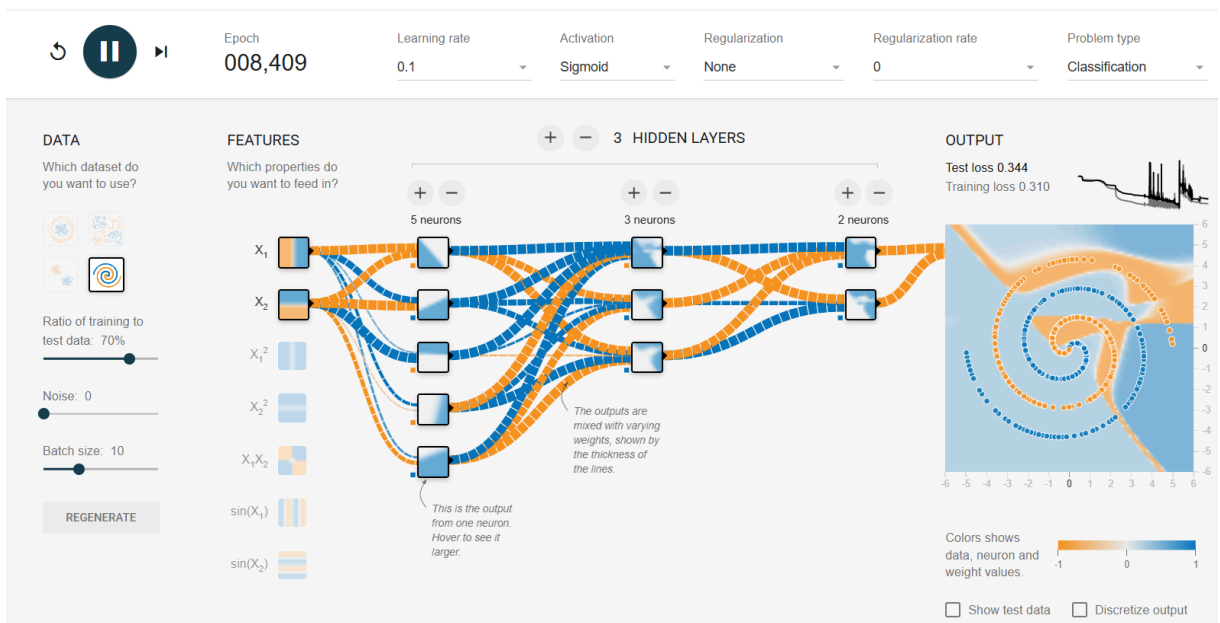 Epoch
008,409
Learning rate
0.1
Activation
Sigmoid
Regularization
None
Regularization rate
0
Problem type
Classification
DATA
Which dataset do
you want to use?
Ratio of training to
test data: 70%
Noise: 0
Batch size: 10
REGENERATE
FEATURES
Which properties do
you want to feed in?
X₁
X₂
X₁²
X₂²
X₁X₂
sin(X₁)
sin(X₂)
+ − 3 HIDDEN LAYERS
+ −
5 neurons
+ −
3 neurons
+ −
2 neurons
The outputs are
mixed with varying
weights, shown by
the thickness of
the lines.
This is the output
from one neuron.
Hover to see it
larger.
OUTPUT
Test loss 0.344
Training loss 0.310
6
5
4
3
2
1
0
-1
-2
-3
-4
-5
-6
-6 -5 -4 -3 -2 -1 0 1 2 3 4 5 6
Colors shows
data, neuron and
weight values.
-1 0 1
Show test data
Discretize output